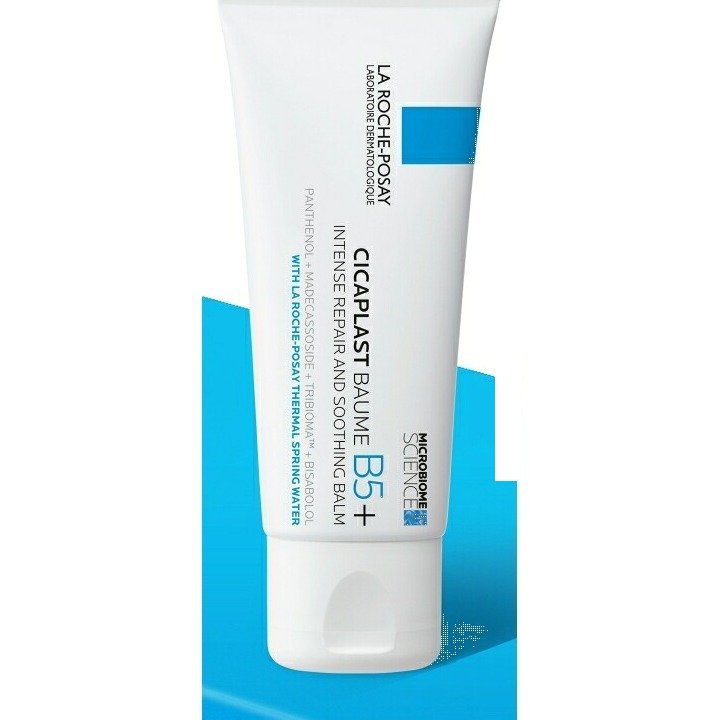 LA ROCHE-POSAY
LABORATOIRE DERMATOLOGIQUE
CICAPLAST BAUME B5+
INTENSE REPAIR AND SOOTHING BALM
PANTHENOL + MADECASSOSIDE + TRIBIOMA™ + BISABOLOL
WITH LA ROCHE-POSAY THERMAL SPRING WATER
MICROBIOME
SCIENCE